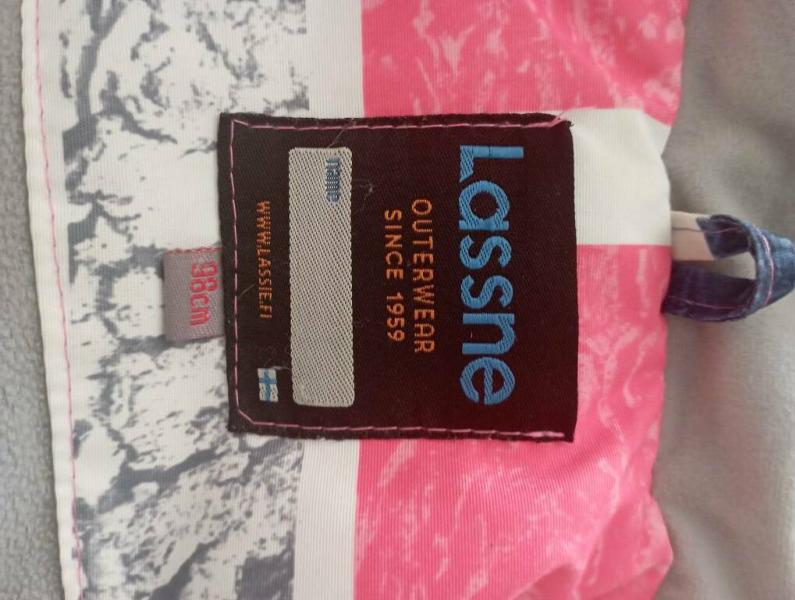 Lassne
OUTERWEAR
SINCE 1959
name
WWW.LASSIE.FI
98cm